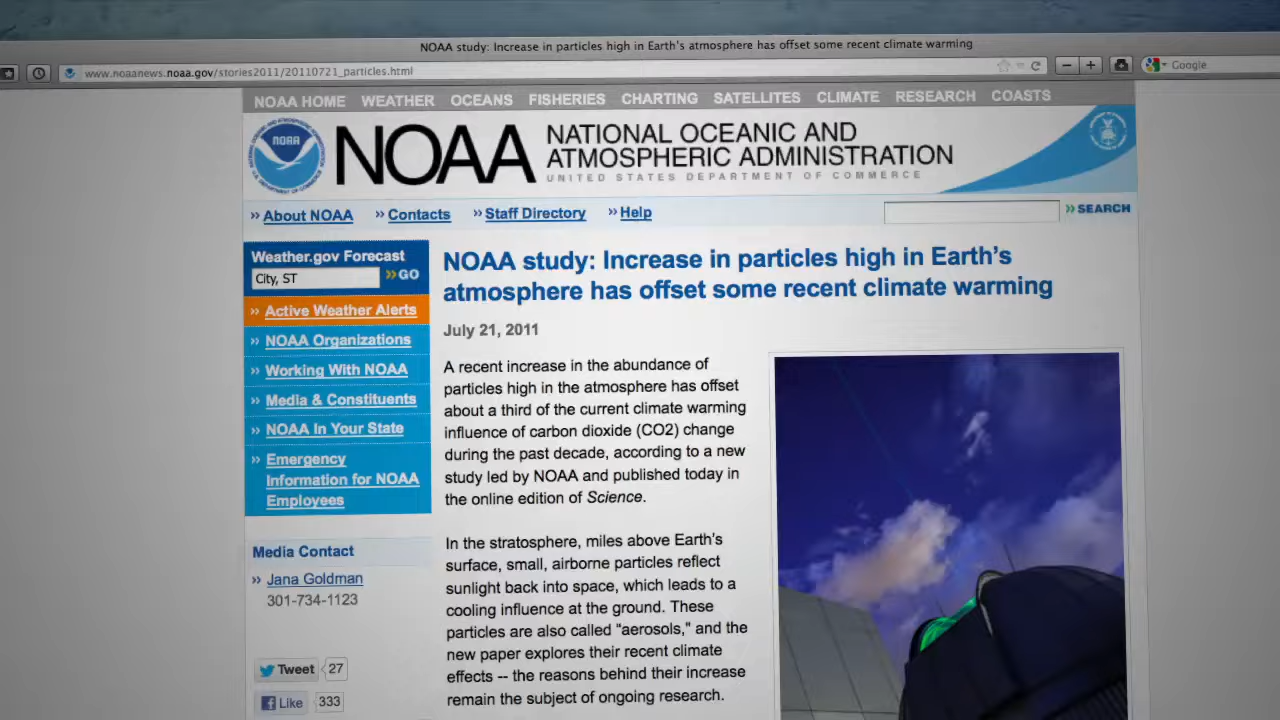 NOAA study: Increase in particles high in Earth's atmosphere has offset some recent climate warming
www.noaanews.noaa.gov/stories2011/20110721_particles.html
Google
NOAA HOME WEATHER OCEANS FISHERIES CHARTING SATELLITES CLIMATE RESEARCH COASTS
NOAA
NOAA
NATIONAL OCEANIC AND
ATMOSPHERIC ADMINISTRATION
UNITED STATES DEPARTMENT OF COMMERCE
» About NOAA » Contacts » Staff Directory » Help
» SEARCH
Weather.gov Forecast
City, ST » GO
» Active Weather Alerts
» NOAA Organizations
» Working With NOAA
» Media & Constituents
» NOAA In Your State
» Emergency
Information for NOAA
Employees
Media Contact
» Jana Goldman
301-734-1123
Tweet 27
Like 333
NOAA study: Increase in particles high in Earth's
atmosphere has offset some recent climate warming
July 21, 2011
A recent increase in the abundance of
particles high in the atmosphere has offset
about a third of the current climate warming
influence of carbon dioxide (CO2) change
during the past decade, according to a new
study led by NOAA and published today in
the online edition of Science.
In the stratosphere, miles above Earth's
surface, small, airborne particles reflect
sunlight back into space, which leads to a
cooling influence at the ground. These
particles are also called "aerosols," and the
new paper explores their recent climate
effects -- the reasons behind their increase
remain the subject of ongoing research.